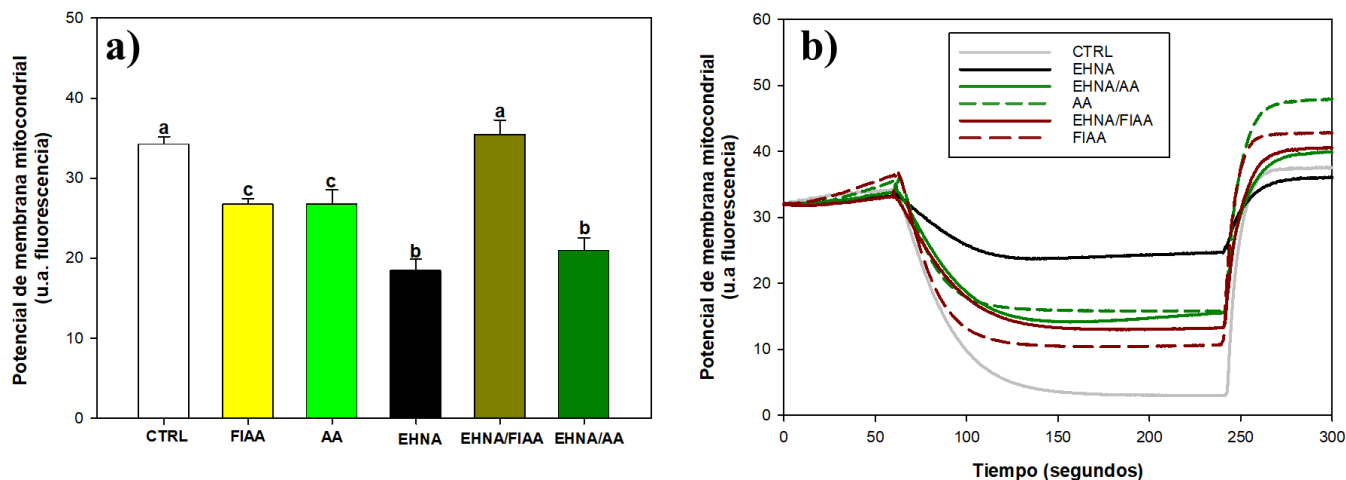 a)
Potencial de membrana mitocondrial
(u.a. fluorescencia)
50
40
30
20
10
0
a
c
c
b
a
b
CTRL
FIAA
AA
EHNA
EHNA/FIAA
EHNA/AA
b)
Potencial de membrana mitocondrial
(u.a fluorescencia)
60
50
40
30
20
10
0
CTRL
EHNA
EHNA/AA
AA
EHNA/FIAA
FIAA
0
50
100
150
200
250
300
Tiempo (segundos)